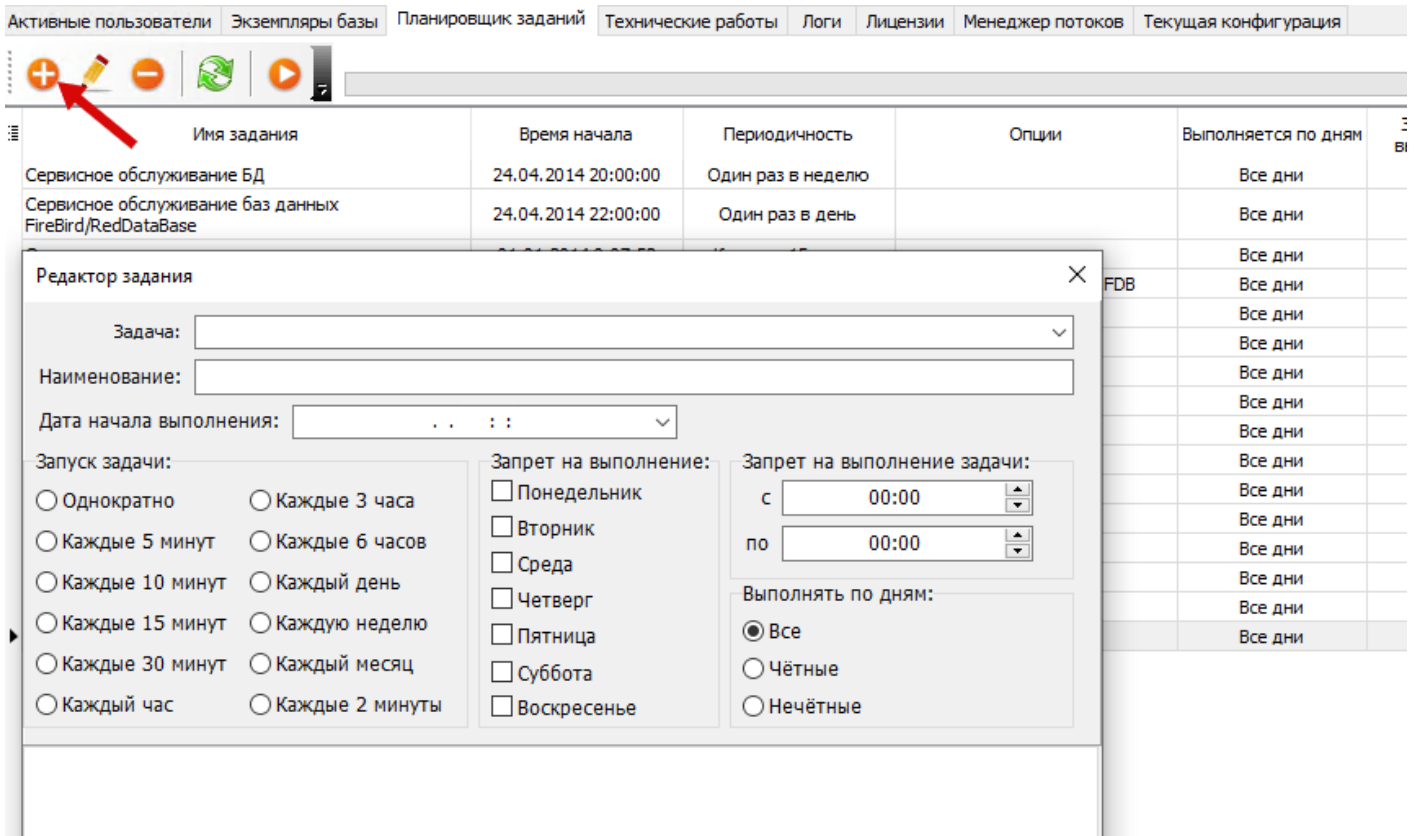 Активные пользователи Экземпляры базы Планировщик заданий Технические работы Логи Лицензии Менеджер потоков Текущая конфигурация
Имя задания Время начала Периодичность Опции Выполняется по дням
Сервисное обслуживание БД 24.04.2014 20:00:00 Один раз в неделю Все дни
Сервисное обслуживание баз данных
FireBird/RedDataBase 24.04.2014 22:00:00 Один раз в день Все дни
Все дни
Редактор задания FDB Все дни
Все дни
Задача: Все дни
Наименование: Все дни
Все дни
Дата начала выполнения: . . : : Все дни
Запуск задачи: Запрет на выполнение: Запрет на выполнение задачи: Все дни
Однократно Каждые 3 часа Понедельник с 00:00 Все дни
Вторник Все дни
Каждые 5 минут Каждые 6 часов по 00:00 Все дни
Среда
Каждые 10 минут Каждый день Все дни
Четверг Выполнять по дням: Все дни
Каждые 15 минут Каждую неделю Пятница Все Все дни
Каждые 30 минут Каждый месяц Суббота Чётные
Каждый час Каждые 2 минуты Воскресенье Нечётные